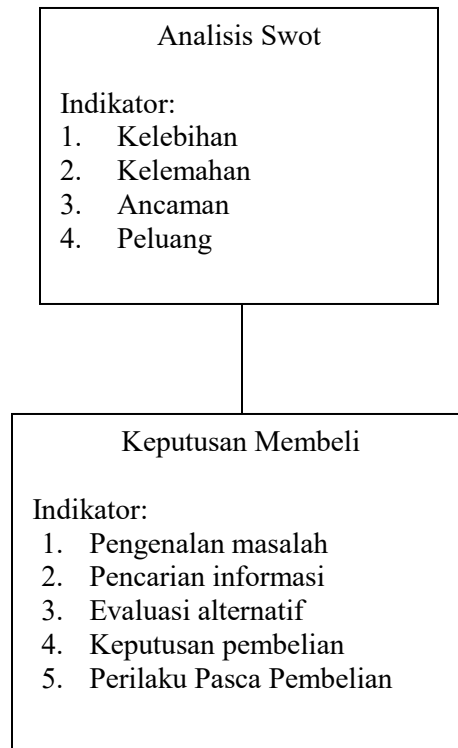 Analisis Swot
Indikator:
1. Kelebihan
2. Kelemahan
3. Ancaman
4. Peluang
Keputusan Membeli
Indikator:
1. Pengenalan masalah
2. Pencarian informasi
3. Evaluasi alternatif
4. Keputusan pembelian
5. Perilaku Pasca Pembelian